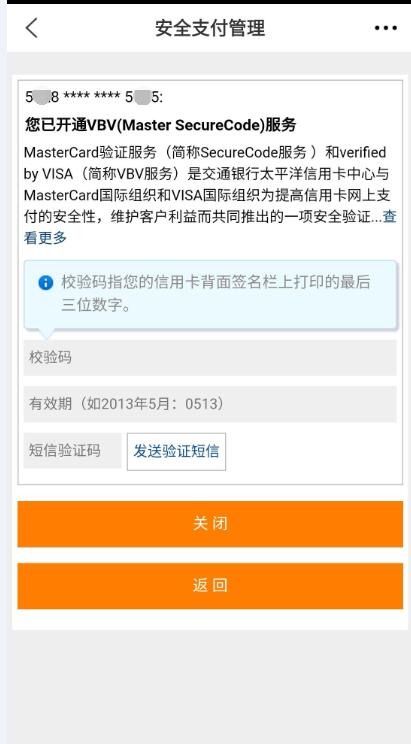 安全支付管理
5 8 **** **** 5 5:
您已开通VBV(Master SecureCode)服务
MasterCard验证服务（简称SecureCode服务 ）和verified
by VISA（简称VBV服务）是交通银行太平洋信用卡中心与
MasterCard国际组织和VISA国际组织为提高信用卡网上支
付的安全性，维护客户利益而共同推出的一项安全验证...查
看更多
校验码指您的信用卡背面签名栏上打印的最后
三位数字。
校验码
有效期（如2013年5月：0513）
短信验证码 发送验证短信
关 闭
返 回